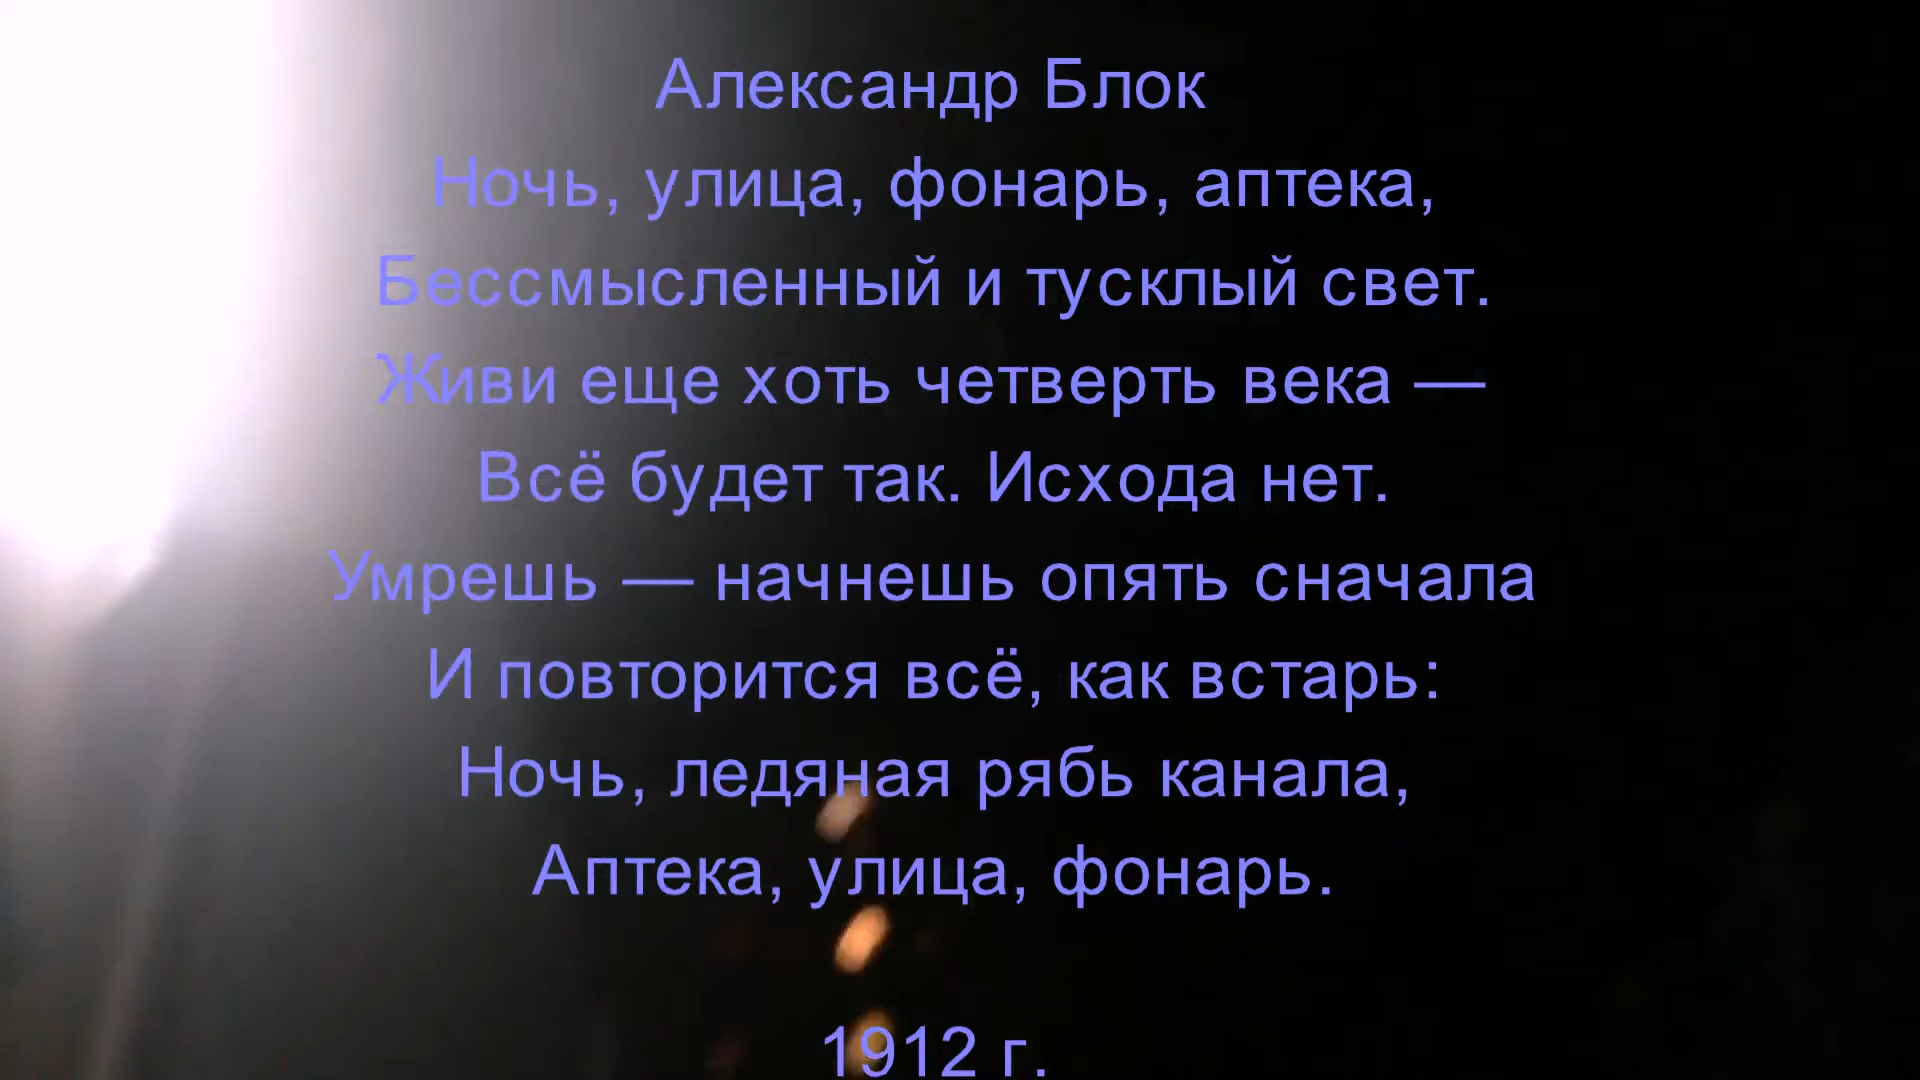 Александр Блок
Ночь, улица, фонарь, аптека,
Бессмысленный и тусклый свет.
Живи еще хоть четверть века —
Всё будет так. Исхода нет.
Умрешь — начнешь опять сначала
И повторится всё, как встарь:
Ночь, ледяная рябь канала,
Аптека, улица, фонарь.
1912 г.